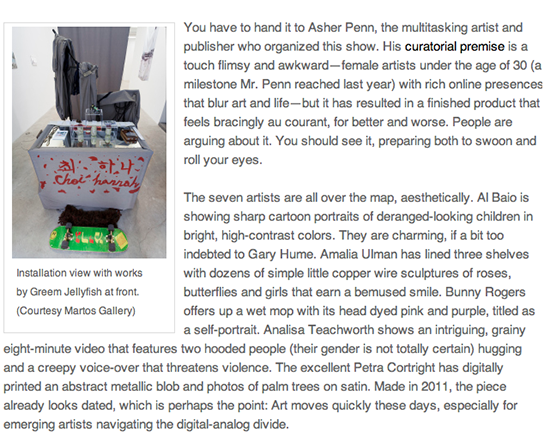 최하나
choi hannah
Installation view with works
by Greem Jellyfish at front.
(Courtesy Martos Gallery)
You have to hand it to Asher Penn, the multitasking artist and
publisher who organized this show. His curatorial premise is a
touch flimsy and awkward—female artists under the age of 30 (a
milestone Mr. Penn reached last year) with rich online presences
that blur art and life—but it has resulted in a finished product that
feels bracingly au courant, for better and worse. People are
arguing about it. You should see it, preparing both to swoon and
roll your eyes.
The seven artists are all over the map, aesthetically. Al Baio is
showing sharp cartoon portraits of deranged-looking children in
bright, high-contrast colors. They are charming, if a bit too
indebted to Gary Hume. Amalia Ulman has lined three shelves
with dozens of simple little copper wire sculptures of roses,
butterflies and girls that earn a bemused smile. Bunny Rogers
offers up a wet mop with its head dyed pink and purple, titled as
a self-portrait. Analisa Teachworth shows an intriguing, grainy
eight-minute video that features two hooded people (their gender is not totally certain) hugging
and a creepy voice-over that threatens violence. The excellent Petra Cortright has digitally
printed an abstract metallic blob and photos of palm trees on satin. Made in 2011, the piece
already looks dated, which is perhaps the point: Art moves quickly these days, especially for
emerging artists navigating the digital-analog divide.